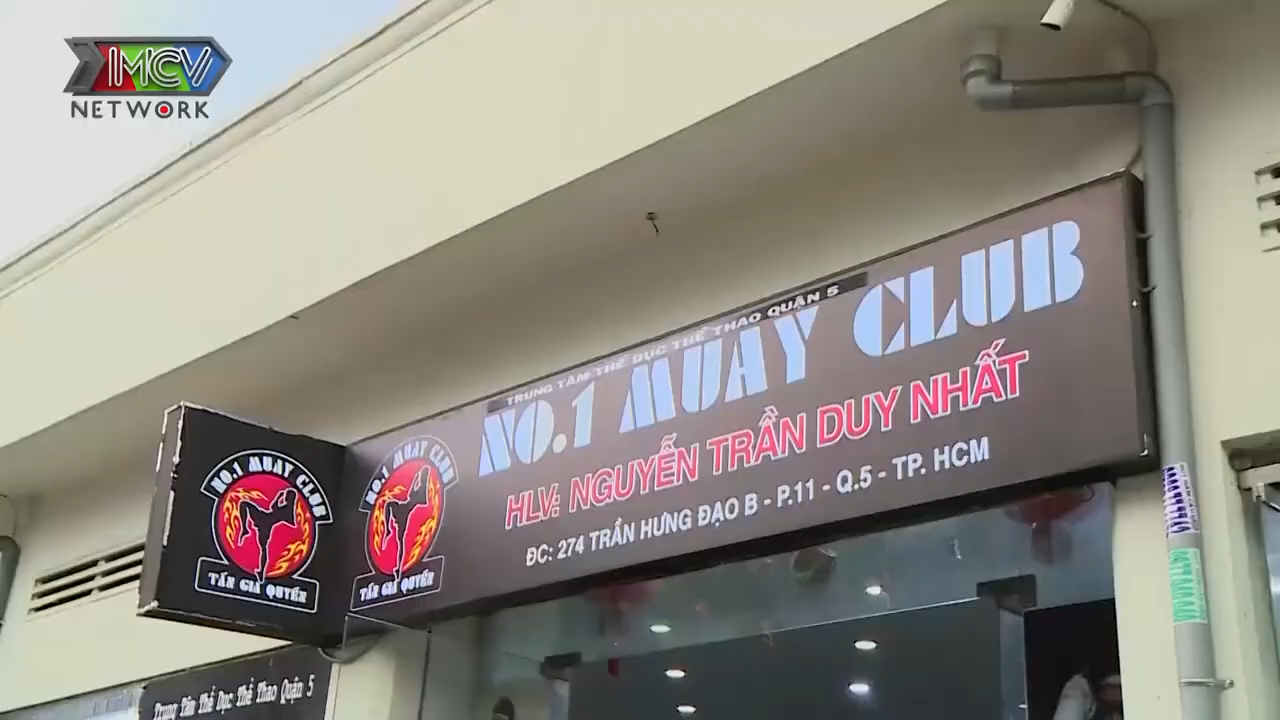 MCV
NETWORK
TRUNG TÂM THỂ DỤC THỂ THAO QUẬN 5
NO.1 MUAY CLUB
HLV: NGUYỄN TRẦN DUY NHẤT
ĐC: 274 TRẦN HƯNG ĐẠO B - P.11 - Q.5 - TP. HCM
NO.1 MUAY CLUB
TẤN GIA QUYỀN
NO.1 MUAY CLUB
TẤN GIA QUYỀN
Trung Tâm Thể Dục Thể Thao Quận 5